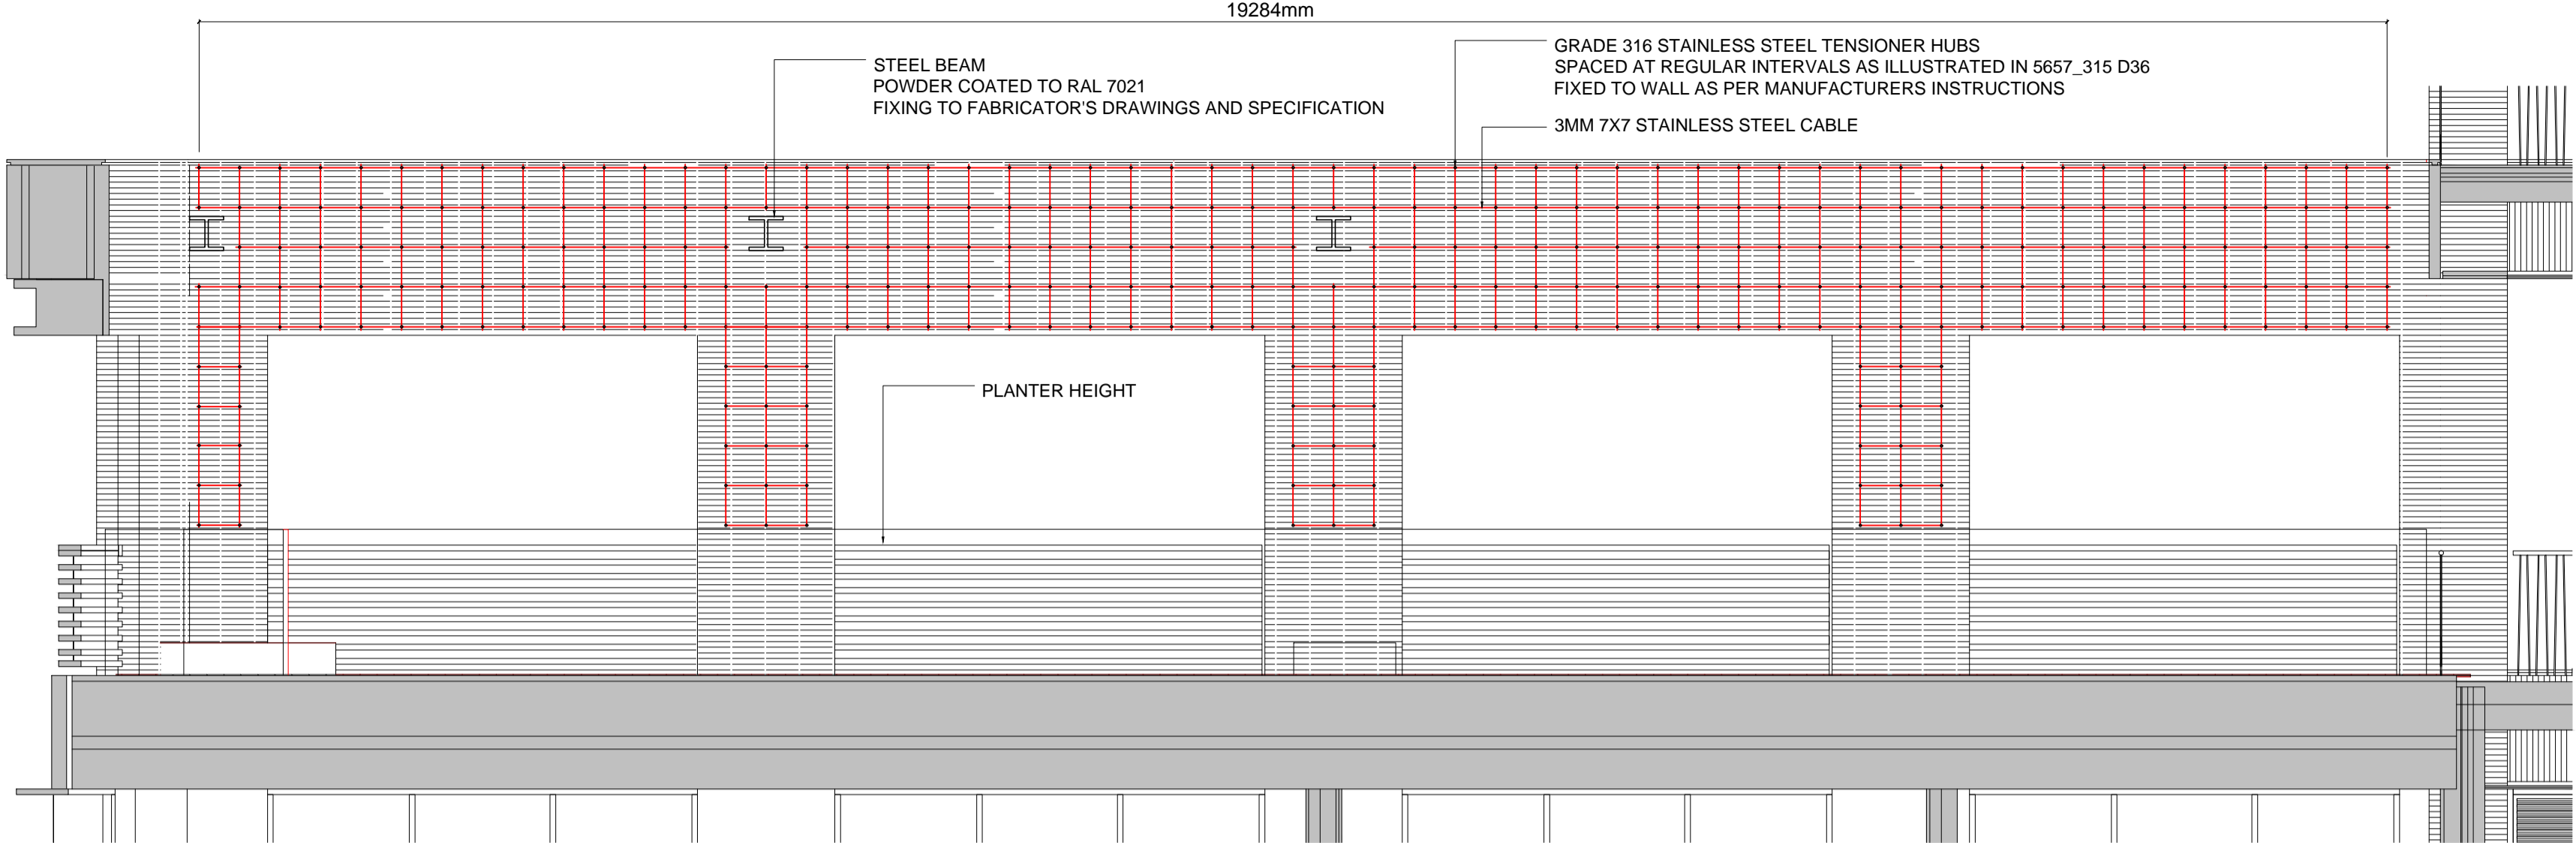 19284mm
STEEL BEAM
POWDER COATED TO RAL 7021
FIXING TO FABRICATOR'S DRAWINGS AND SPECIFICATION
GRADE 316 STAINLESS STEEL TENSIONER HUBS
SPACED AT REGULAR INTERVALS AS ILLUSTRATED IN 5657_315 D36
FIXED TO WALL AS PER MANUFACTURERS INSTRUCTIONS
3MM 7X7 STAINLESS STEEL CABLE
PLANTER HEIGHT